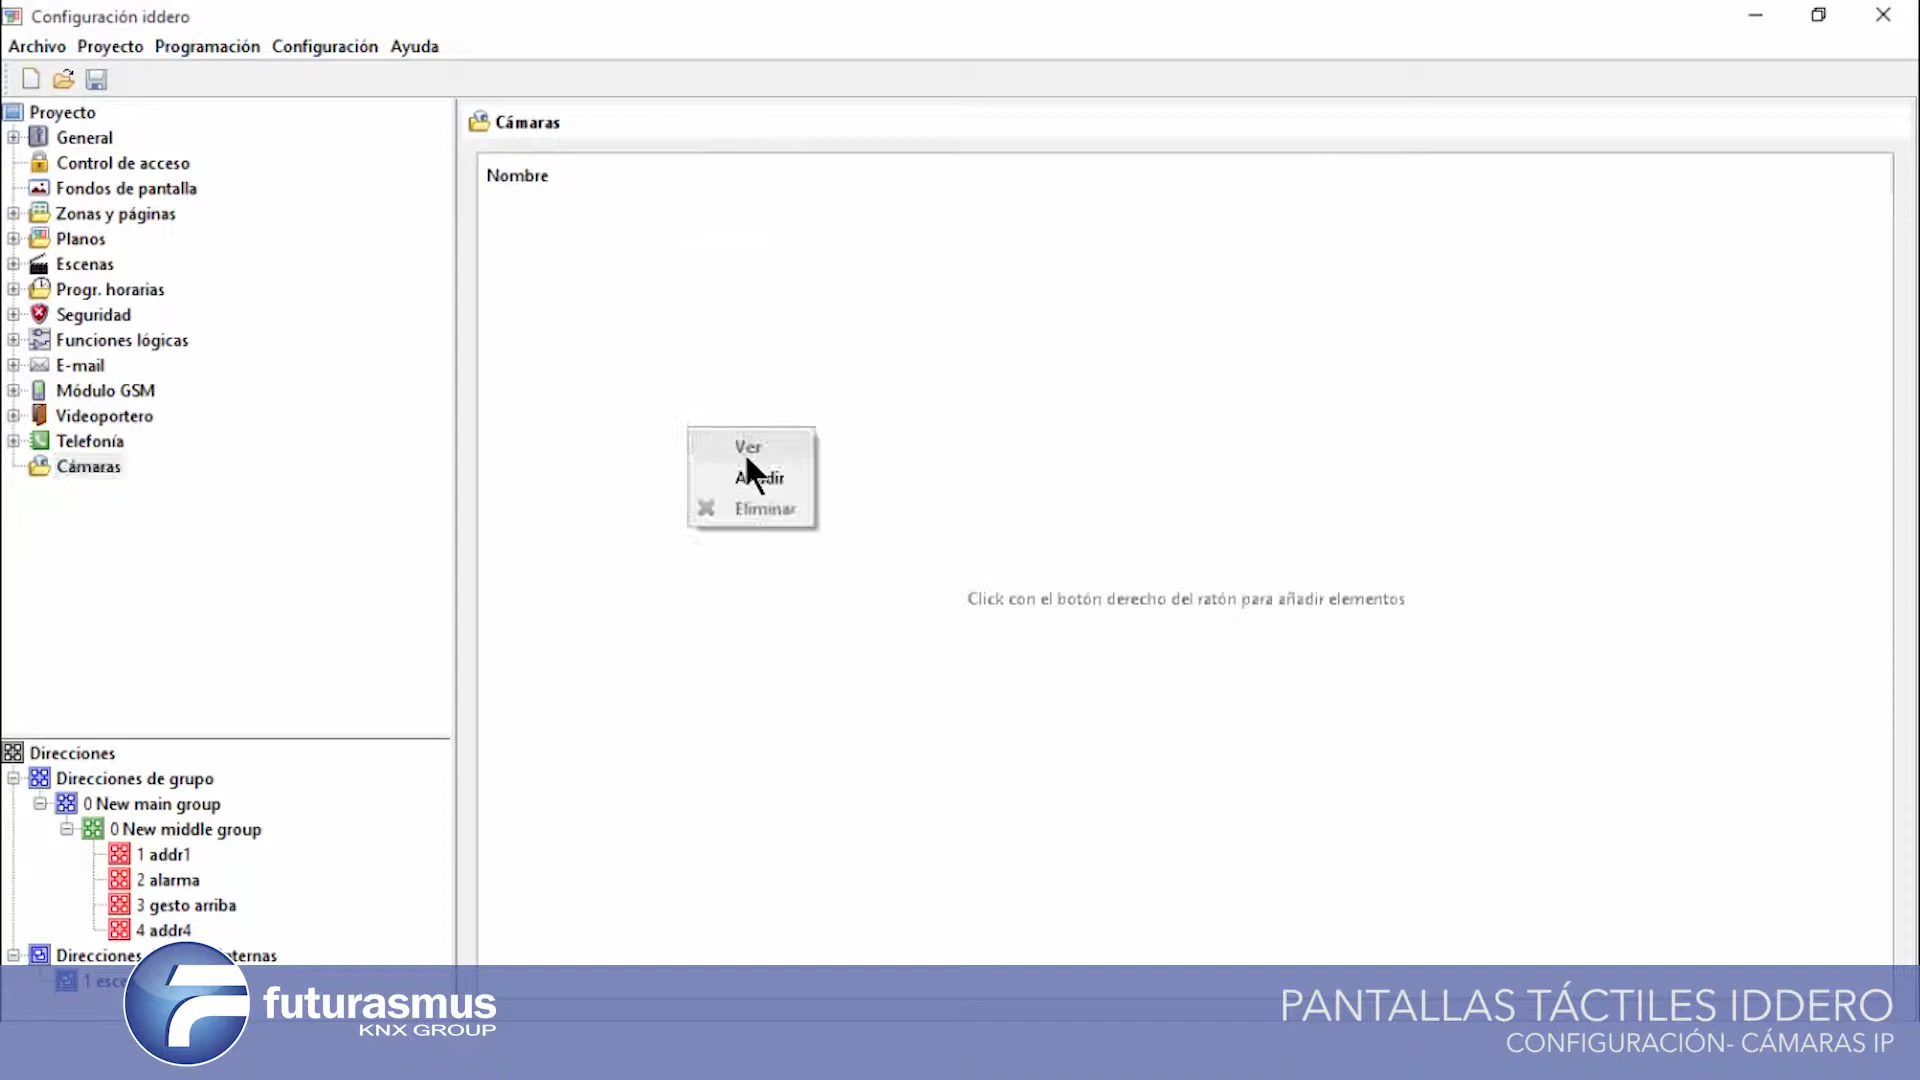 Configuración iddero
Archivo Proyecto Programación Configuración Ayuda
Proyecto
General
Control de acceso
Fondos de pantalla
Zonas y páginas
Planos
Escenas
Progr. horarias
Seguridad
Funciones lógicas
E-mail
Módulo GSM
Videoportero
Telefonía
Cámaras
Direcciones
Direcciones de grupo
0 New main group
0 New middle group
1 addr1
2 alarma
3 gesto arriba
4 addr4
Direcciones
Cámaras
Nombre
Ver
Eliminar
Click con el botón derecho del ratón para añadir elementos
futurasmus
KNX GROUP
PANTALLAS TÁCTILES IDDERO
CONFIGURACIÓN- CÁMARAS IP